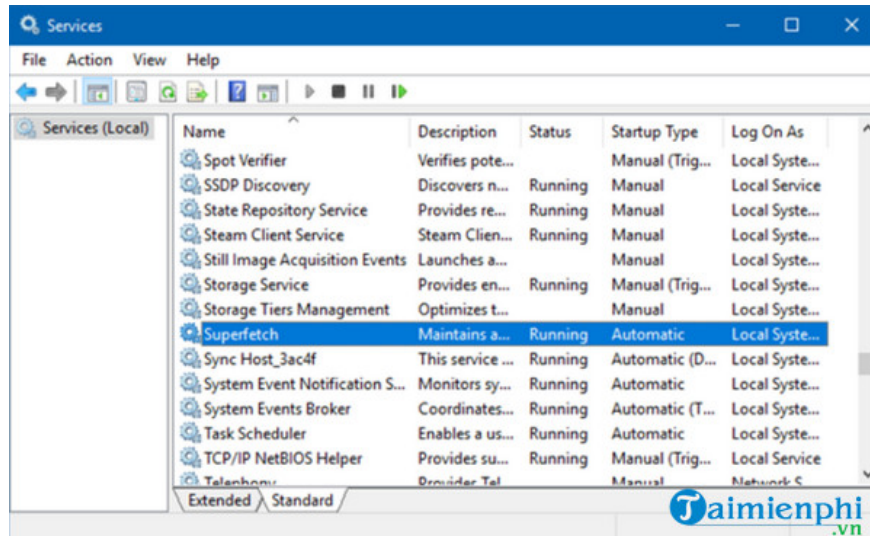 Services
File Action View Help
Services (Local)
Name Description Status Startup Type Log On As
Spot Verifier Verifies pote... Manual (Trig... Local Syste...
SSDP Discovery Discovers n... Running Manual Local Service
State Repository Service Provides re... Running Manual Local Syste...
Steam Client Service Steam Clien... Running Manual Local Syste...
Still Image Acquisition Events Launches a... Manual Local Syste...
Storage Service Provides en... Running Manual (Trig... Local Syste...
Storage Tiers Management Optimizes t... Manual Local Syste...
Superfetch Maintains a... Running Automatic Local Syste...
Sync Host_3ac4f This service ... Running Automatic (D... Local Syste...
System Event Notification S... Monitors sy... Running Automatic Local Syste...
System Events Broker Coordinates... Running Automatic (T... Local Syste...
Task Scheduler Enables a us... Running Automatic Local Syste...
TCP/IP NetBIOS Helper Provides su... Running Manual (Trig... Local Service
Telephony Provides Tel... Manual Network S...
Extended Standard
Taimienphi
.vn